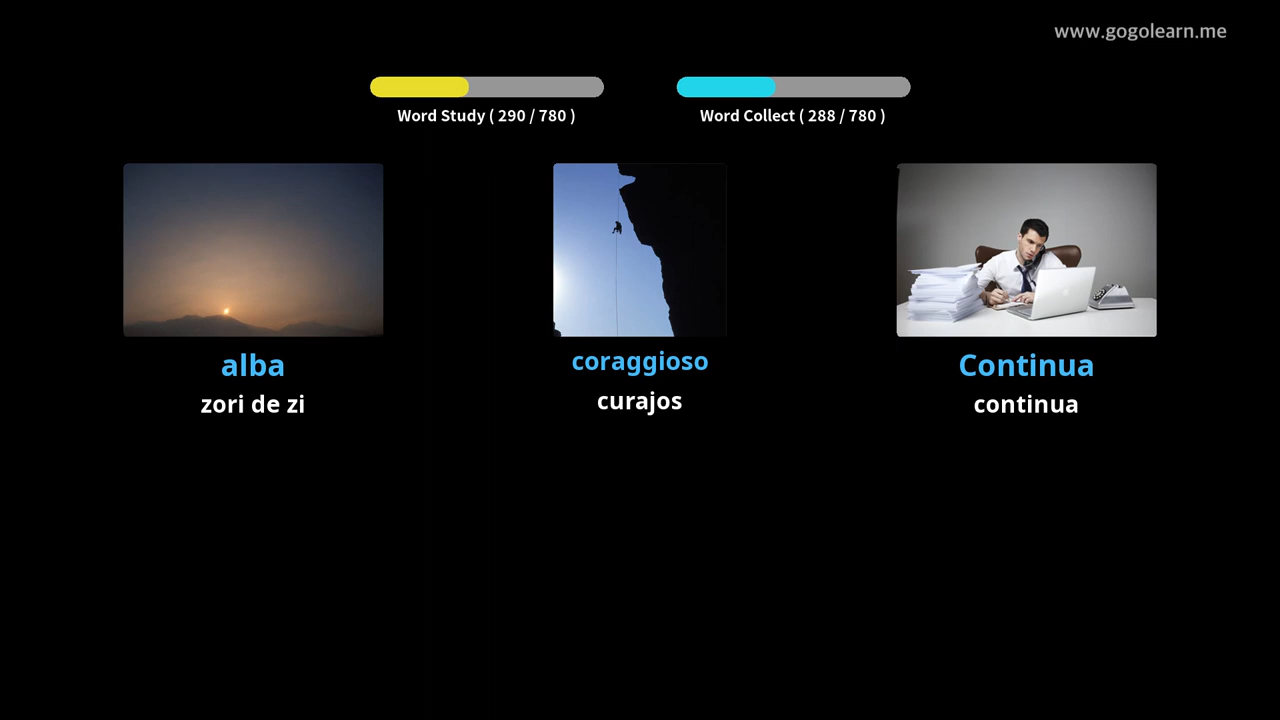 www.gogolearn.me
Word Study ( 290 / 780 )
Word Collect ( 288 / 780 )
alba
zori de zi
coraggioso
curajos
Continua
continua